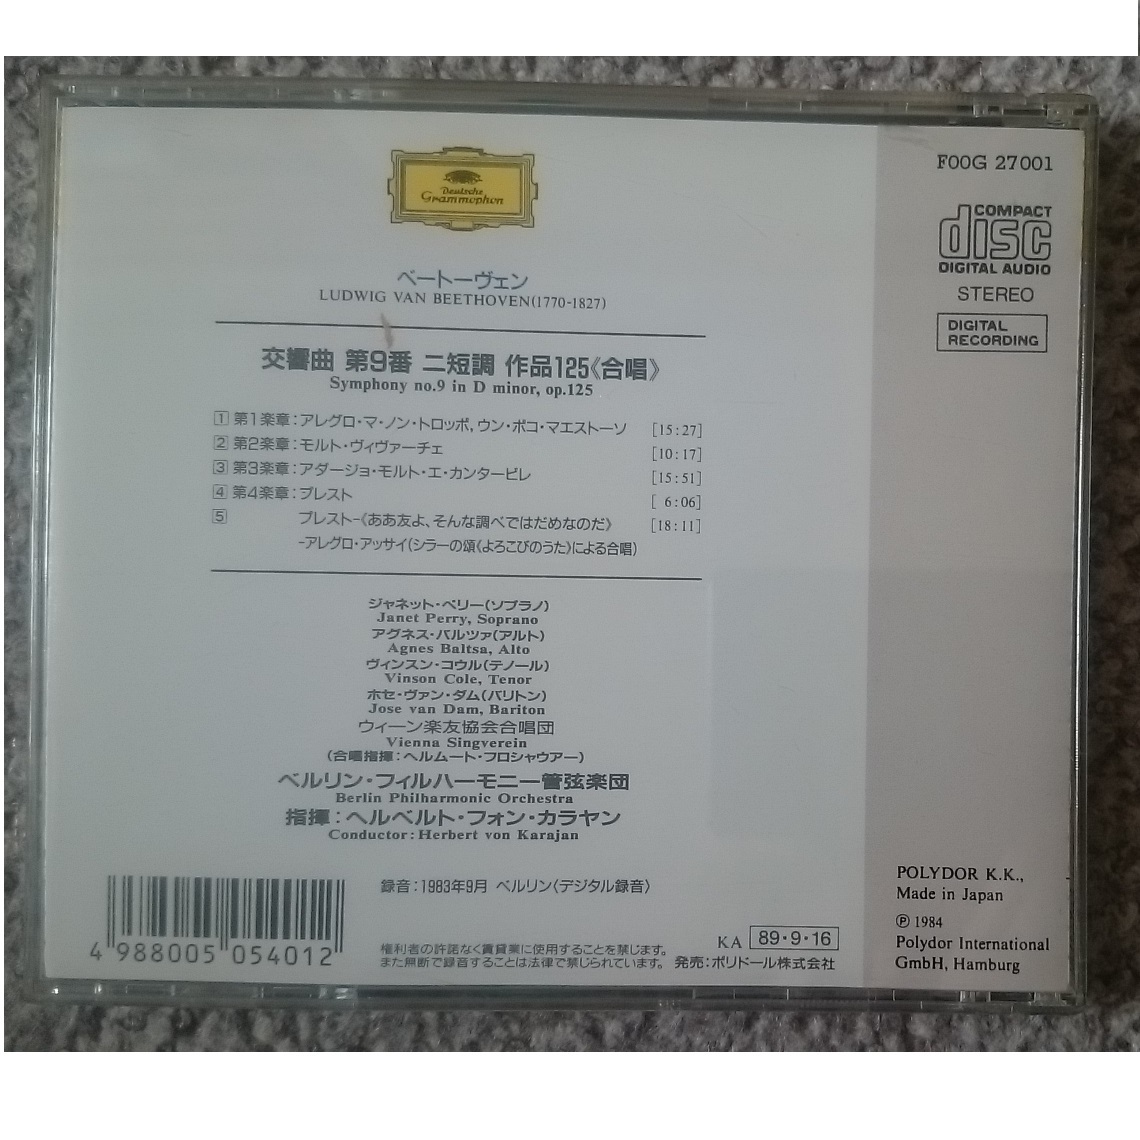 Deutsche
Grammophon
ベートーヴェン
LUDWIG VAN BEETHOVEN(1770-1827)
交響曲 第9番 ニ短調 作品125《合唱》
Symphony no.9 in D minor, op.125
1 第1楽章：アレグロ・マ・ノン・トロッポ，ウン・ポコ・マエストーソ [15:27]
2 第2楽章：モルト・ヴィヴァーチェ [10:17]
3 第3楽章：アダージョ・モルト・エ・カンタービレ [15:51]
4 第4楽章：プレスト [ 6:06]
5 プレスト−《ああ友よ、そんな調べではだめなのだ》 [18:11]
−アレグロ・アッサイ(シラーの頌《よろこびのうた》による合唱)
ジャネット・ペリー(ソプラノ)
Janet Perry, Soprano
アグネス・バルツァ(アルト)
Agnes Baltsa, Alto
ヴィンスン・コウル(テノール)
Vinson Cole, Tenor
ホセ・ヴァン・ダム(バリトン)
Jose van Dam, Bariton
ウィーン楽友協会合唱団
Vienna Singverein
(合唱指揮：ヘルムート・フロシャウアー)
ベルリン・フィルハーモニー管弦楽団
Berlin Philharmonic Orchestra
指揮：ヘルベルト・フォン・カラヤン
Conductor: Herbert von Karajan
録音：1983年9月 ベルリン〈デジタル録音〉
4 988005 054012
権利者の許諾なく賃貸業に使用することを禁じます。
また無断で録音することは法律で禁じられています。
KA 89・9・16
発売：ポリドール株式会社
F00G 27001
COMPACT
disc
DIGITAL AUDIO
STEREO
DIGITAL
RECORDING
POLYDOR K.K.,
Made in Japan
℗ 1984
Polydor International
GmbH, Hamburg